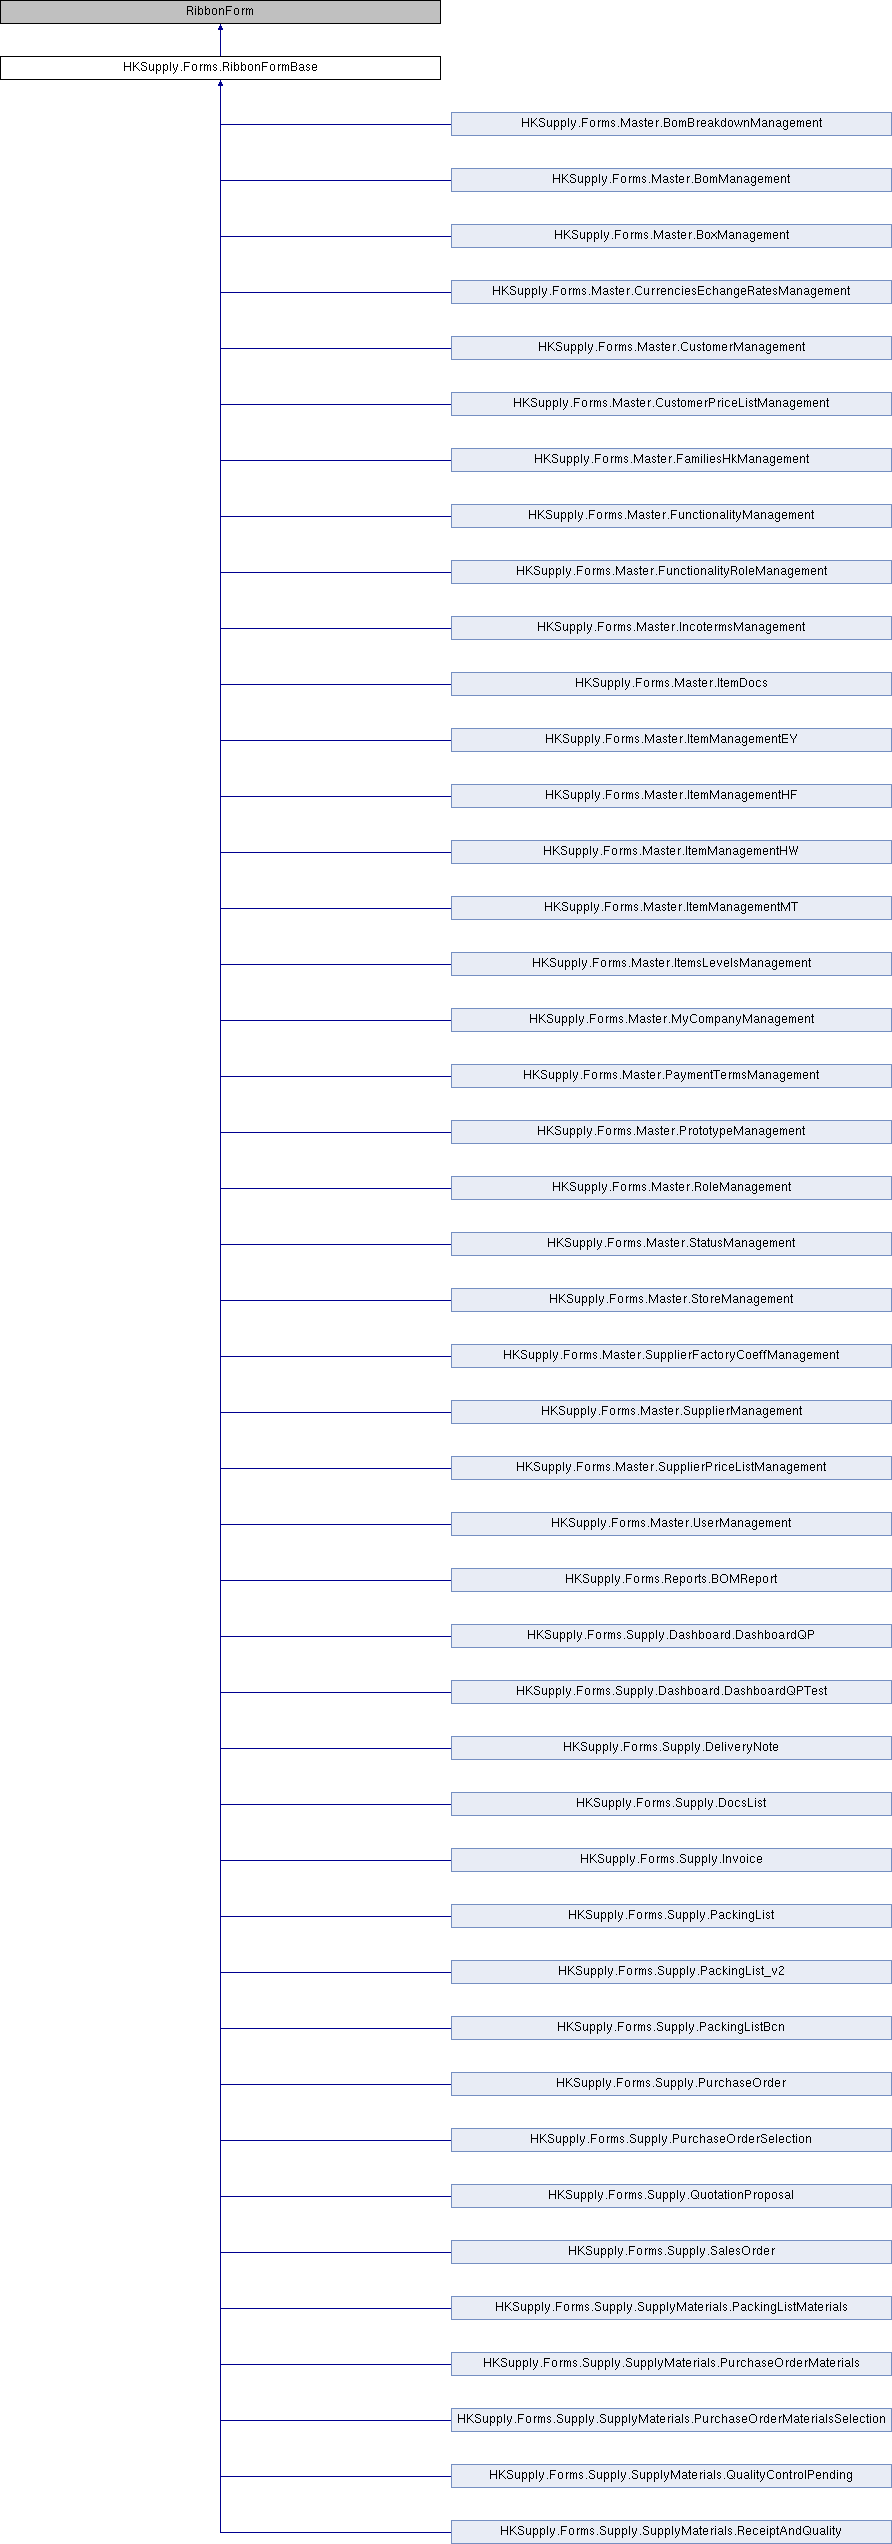 RibbonForm
HKSupply.Forms.RibbonFormBase
HKSupply.Forms.Master.BomBreakdownManagement
HKSupply.Forms.Master.BomManagement
HKSupply.Forms.Master.BoxManagement
HKSupply.Forms.Master.CurrenciesEchangeRatesManagement
HKSupply.Forms.Master.CustomerManagement
HKSupply.Forms.Master.CustomerPriceListManagement
HKSupply.Forms.Master.FamiliesHkManagement
HKSupply.Forms.Master.FunctionalityManagement
HKSupply.Forms.Master.FunctionalityRoleManagement
HKSupply.Forms.Master.IncotermsManagement
HKSupply.Forms.Master.ItemDocs
HKSupply.Forms.Master.ItemManagementEY
HKSupply.Forms.Master.ItemManagementHF
HKSupply.Forms.Master.ItemManagementHW
HKSupply.Forms.Master.ItemManagementMT
HKSupply.Forms.Master.ItemsLevelsManagement
HKSupply.Forms.Master.MyCompanyManagement
HKSupply.Forms.Master.PaymentTermsManagement
HKSupply.Forms.Master.PrototypeManagement
HKSupply.Forms.Master.RoleManagement
HKSupply.Forms.Master.StatusManagement
HKSupply.Forms.Master.StoreManagement
HKSupply.Forms.Master.SupplierFactoryCoeffManagement
HKSupply.Forms.Master.SupplierManagement
HKSupply.Forms.Master.SupplierPriceListManagement
HKSupply.Forms.Master.UserManagement
HKSupply.Forms.Reports.BOMReport
HKSupply.Forms.Supply.Dashboard.DashboardQP
HKSupply.Forms.Supply.Dashboard.DashboardQPTest
HKSupply.Forms.Supply.DeliveryNote
HKSupply.Forms.Supply.DocsList
HKSupply.Forms.Supply.Invoice
HKSupply.Forms.Supply.PackingList
HKSupply.Forms.Supply.PackingList_v2
HKSupply.Forms.Supply.PackingListBcn
HKSupply.Forms.Supply.PurchaseOrder
HKSupply.Forms.Supply.PurchaseOrderSelection
HKSupply.Forms.Supply.QuotationProposal
HKSupply.Forms.Supply.SalesOrder
HKSupply.Forms.Supply.SupplyMaterials.PackingListMaterials
HKSupply.Forms.Supply.SupplyMaterials.PurchaseOrderMaterials
HKSupply.Forms.Supply.SupplyMaterials.PurchaseOrderMaterialsSelection
HKSupply.Forms.Supply.SupplyMaterials.QualityControlPending
HKSupply.Forms.Supply.SupplyMaterials.ReceiptAndQuality